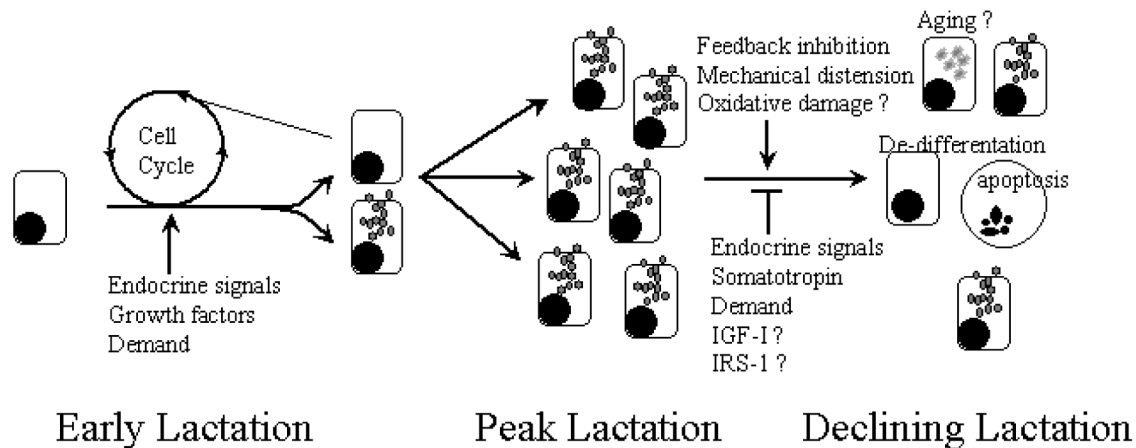 Cell
Cycle
Endocrine signals
Growth factors
Demand
Feedback inhibition
Mechanical distension
Oxidative damage ?
Endocrine signals
Somatotropin
Demand
IGF-I ?
IRS-1 ?
Aging ?
De-differentation
apoptosis
Early Lactation
Peak Lactation
Declining Lactation